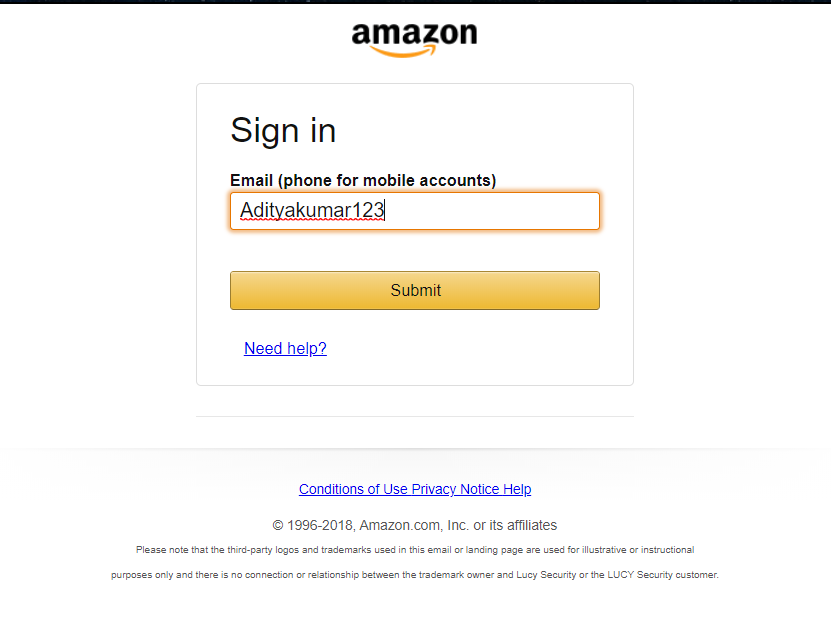 amazon
Sign in
Email (phone for mobile accounts)
Adityakumar123
Submit
Need help?
Conditions of Use Privacy Notice Help
© 1996-2018, Amazon.com, Inc. or its affiliates
Please note that the third-party logos and trademarks used in this email or landing page are used for illustrative or instructional
purposes only and there is no connection or relationship between the trademark owner and Lucy Security or the LUCY Security customer.